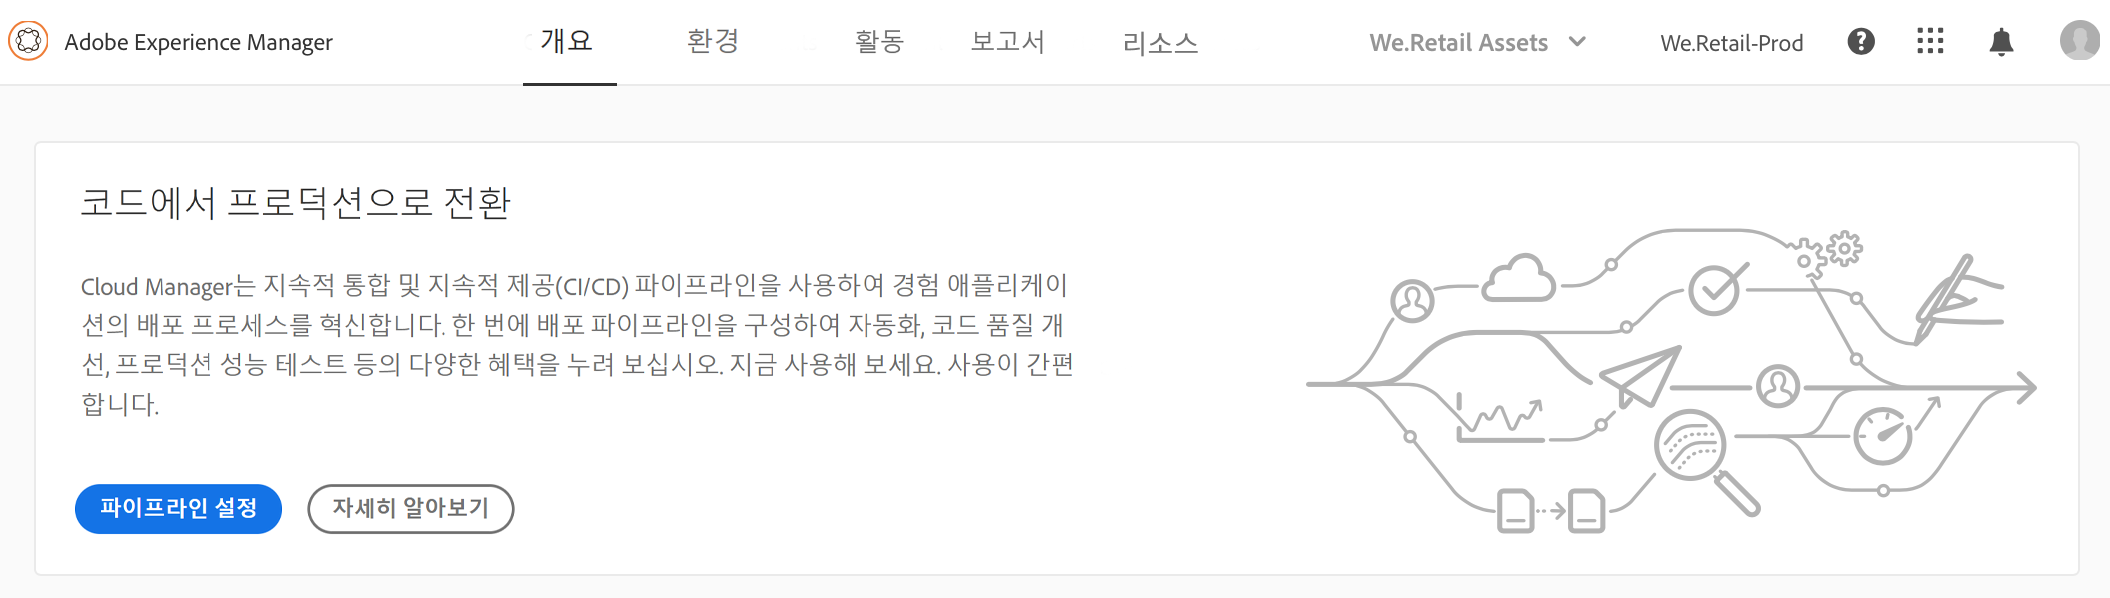 Adobe Experience Manager 개요 환경 활동 보고서 리소스 We.Retail Assets We.Retail-Prod
코드에서 프로덕션으로 전환
Cloud Manager는 지속적 통합 및 지속적 제공(CI/CD) 파이프라인을 사용하여 경험 애플리케이
션의 배포 프로세스를 혁신합니다. 한 번에 배포 파이프라인을 구성하여 자동화, 코드 품질 개
선, 프로덕션 성능 테스트 등의 다양한 혜택을 누려 보십시오. 지금 사용해 보세요. 사용이 간편
합니다.
파이프라인 설정 자세히 알아보기